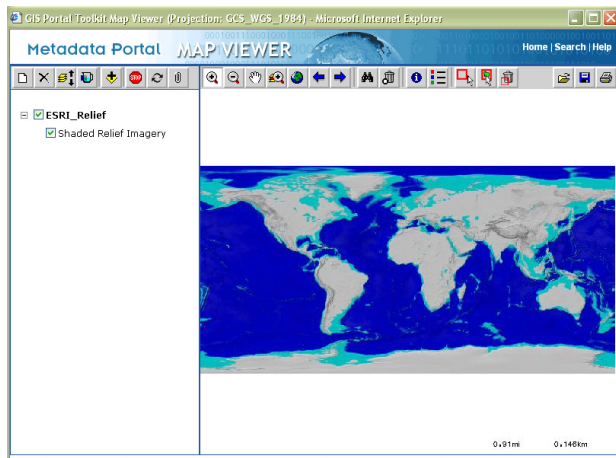 GIS Portal Toolkit Map Viewer (Projection: GCS_WGS_1984) - Microsoft Internet Explorer
Metadata Portal MAP VIEWER
Home | Search | Help
STOP
ESRI_Relief
Shaded Relief Imagery
0.91mi 0.146km